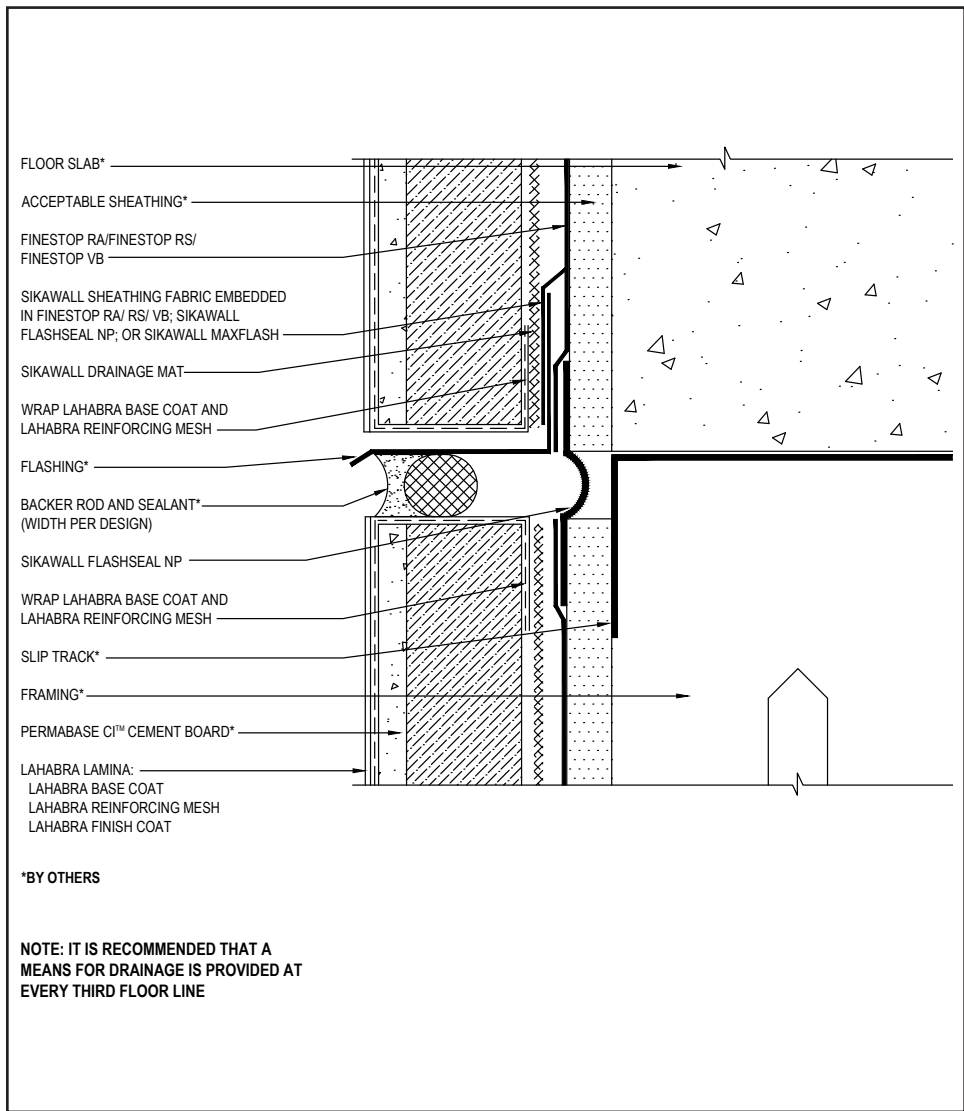 FLOOR SLAB*
ACCEPTABLE SHEATHING*
FINESTOP RA/FINESTOP RS/
FINESTOP VB
SIKAWALL SHEATHING FABRIC EMBEDDED
IN FINESTOP RA/ RS/ VB; SIKAWALL
FLASHSEAL NP; OR SIKAWALL MAXFLASH
SIKAWALL DRAINAGE MAT
WRAP LAHABRA BASE COAT AND
LAHABRA REINFORCING MESH
FLASHING*
BACKER ROD AND SEALANT*
(WIDTH PER DESIGN)
SIKAWALL FLASHSEAL NP
WRAP LAHABRA BASE COAT AND
LAHABRA REINFORCING MESH
SLIP TRACK*
FRAMING*
PERMABASE CI™ CEMENT BOARD*
LAHABRA LAMINA:
LAHABRA BASE COAT
LAHABRA REINFORCING MESH
LAHABRA FINISH COAT
*BY OTHERS
NOTE: IT IS RECOMMENDED THAT A
MEANS FOR DRAINAGE IS PROVIDED AT
EVERY THIRD FLOOR LINE